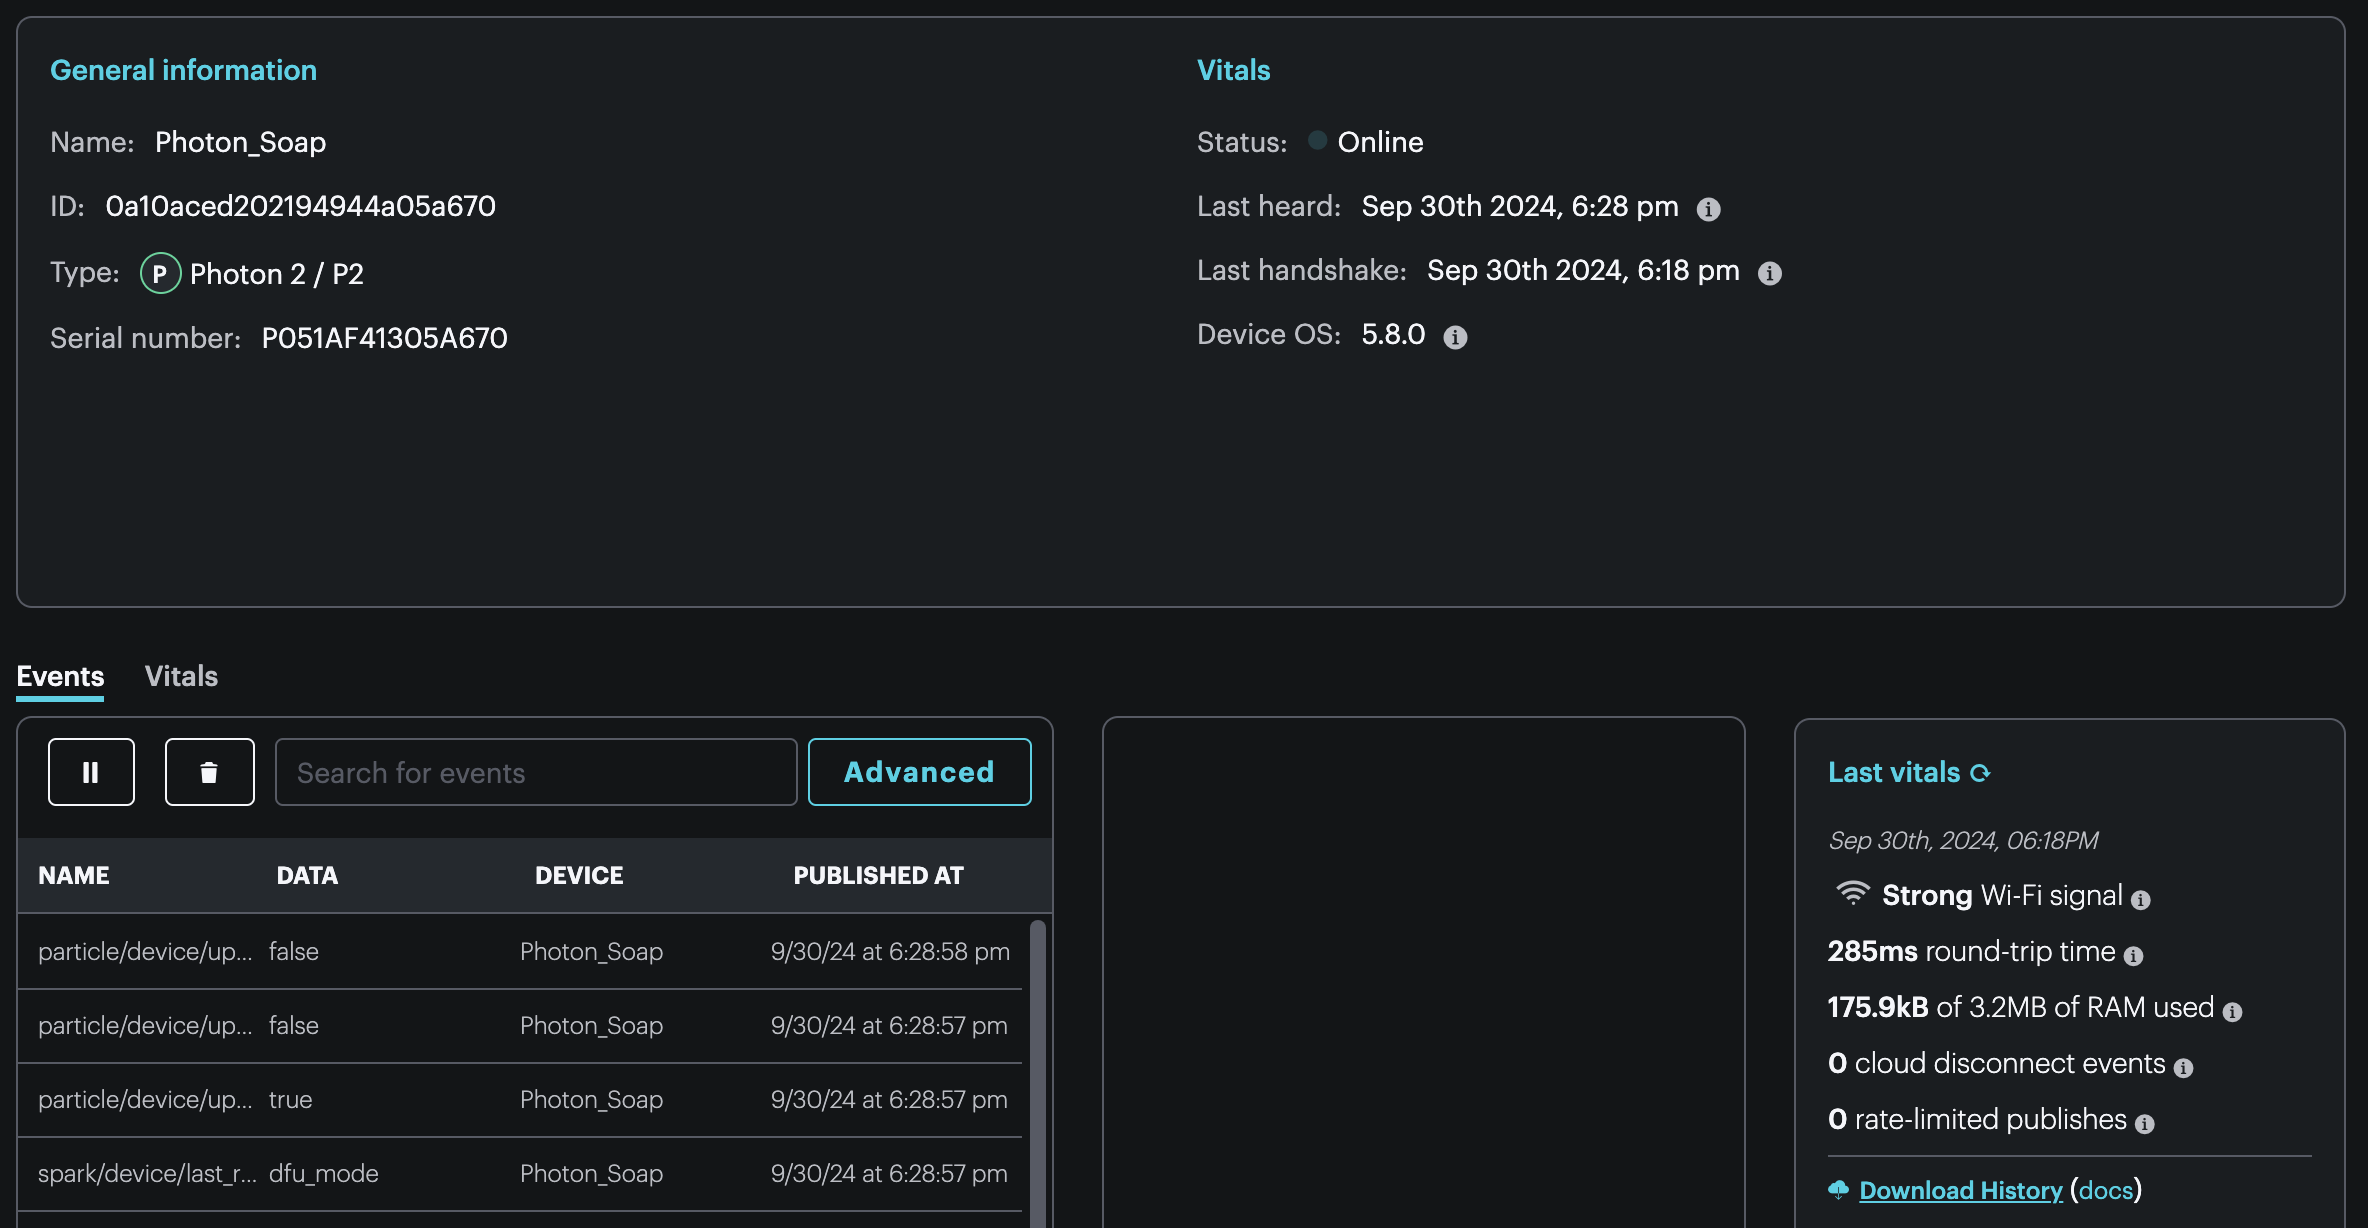 General information
Name: Photon_Soap
ID: 0a10aced202194944a05a670
Type: P Photon 2 / P2
Serial number: P051AF41305A670
Vitals
Status: Online
Last heard: Sep 30th 2024, 6:28 pm
Last handshake: Sep 30th 2024, 6:18 pm
Device OS: 5.8.0
Events Vitals
Search for events Advanced
NAME DATA DEVICE PUBLISHED AT
particle/device/up... false Photon_Soap 9/30/24 at 6:28:58 pm
particle/device/up... false Photon_Soap 9/30/24 at 6:28:57 pm
particle/device/up... true Photon_Soap 9/30/24 at 6:28:57 pm
spark/device/last_r... dfu_mode Photon_Soap 9/30/24 at 6:28:57 pm
Last vitals
Sep 30th, 2024, 06:18PM
Strong Wi-Fi signal
285ms round-trip time
175.9kB of 3.2MB of RAM used
0 cloud disconnect events
0 rate-limited publishes
Download History (docs)